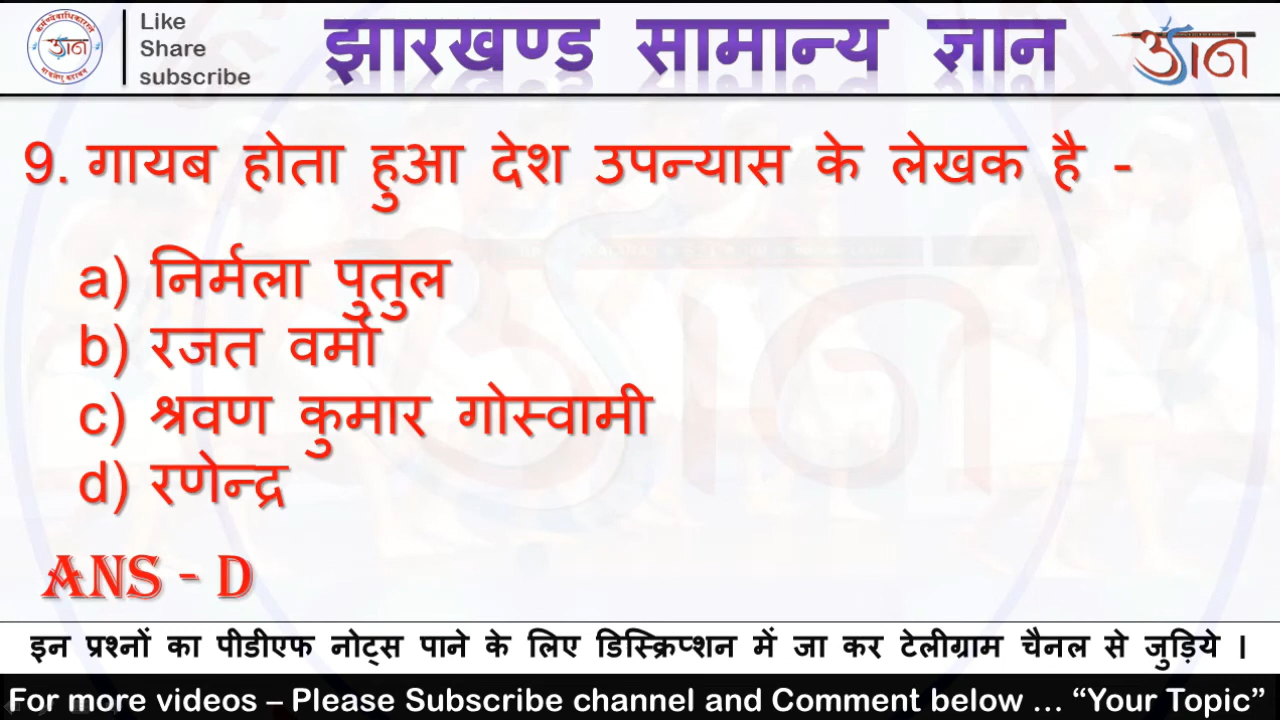 Like
Share
subscribe
झारखण्ड सामान्य ज्ञान
9. गायब होता हुआ देश उपन्यास के लेखक है -
a) निर्मला पुतुल
b) रजत वर्मा
c) श्रवण कुमार गोस्वामी
d) रणेन्द्र
ANS - D
इन प्रश्नों का पीडीएफ नोट्स पाने के लिए डिस्क्रिप्शन में जा कर टेलीग्राम चैनल से जुड़िये ।
For more videos – Please Subscribe channel and Comment below ... “Your Topic”